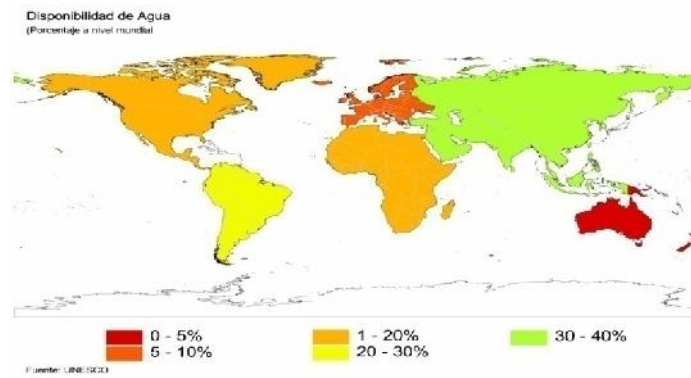 Disponibilidad de Agua
(Porcentaje a nivel mundial
0 - 5%
5 - 10%
1 - 20%
20 - 30%
30 - 40%
Fuente: UNESCO